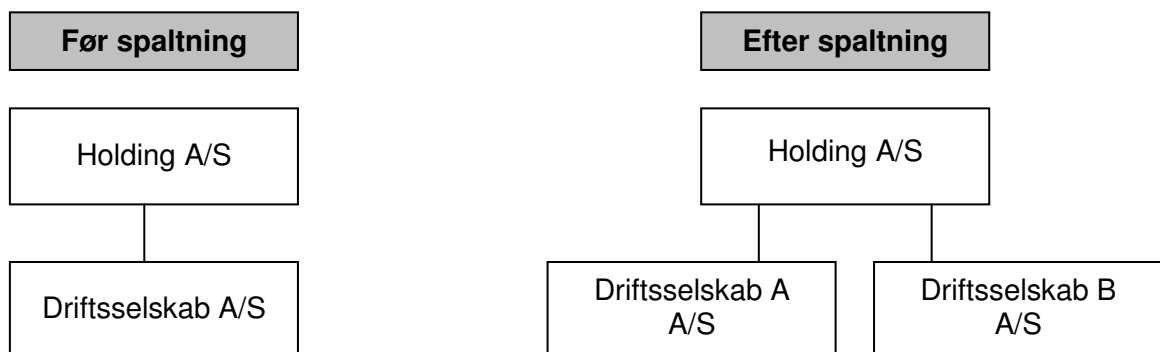 Før spaltning
Efter spaltning
Holding A/S
Holding A/S
Driftsselskab A/S
Driftsselskab A
A/S
Driftsselskab B
A/S